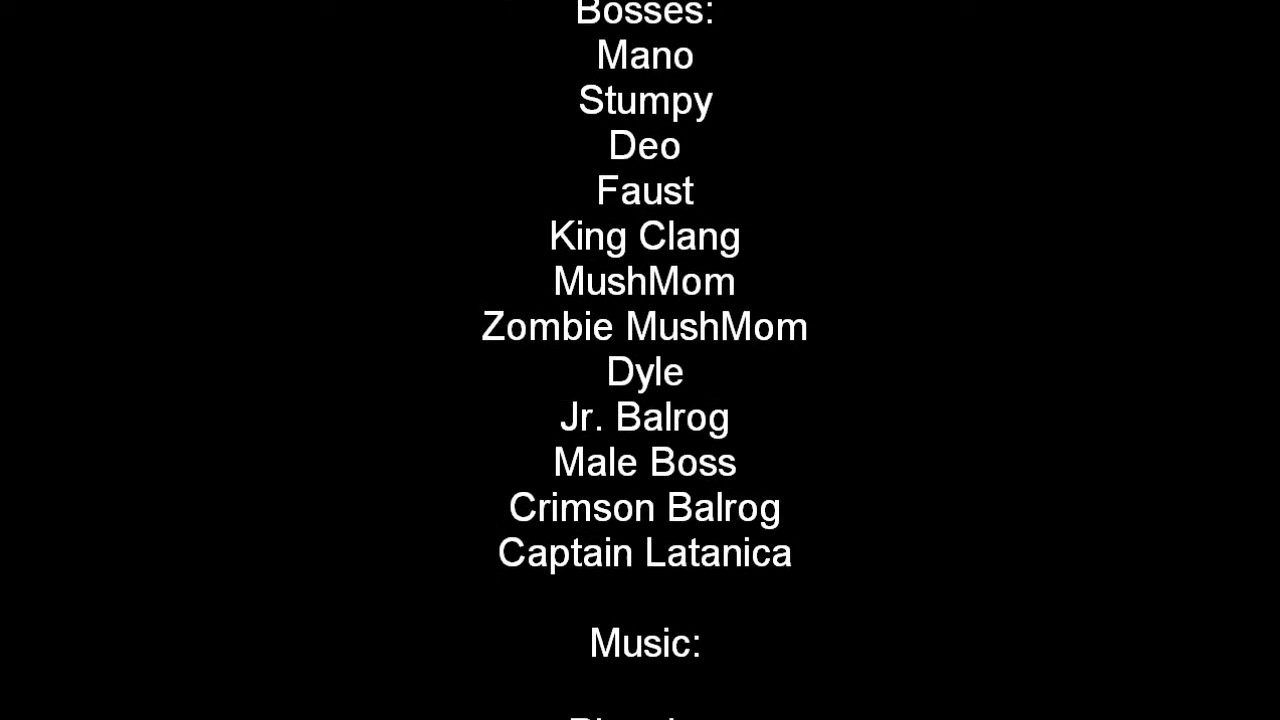 Bosses:
Mano
Stumpy
Deo
Faust
King Clang
MushMom
Zombie MushMom
Dyle
Jr. Balrog
Male Boss
Crimson Balrog
Captain Latanica
Music: